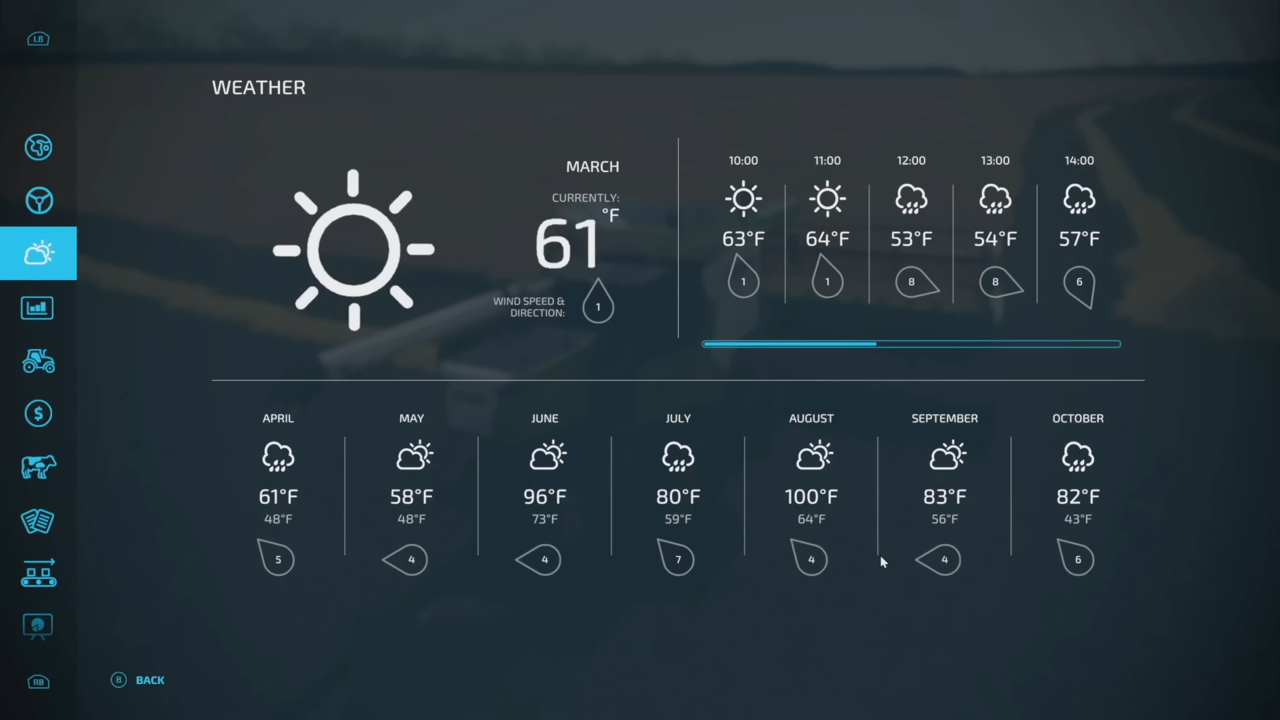 LB
WEATHER
MARCH
CURRENTLY:
61 °F
WIND SPEED &
DIRECTION:
1
10:00 11:00 12:00 13:00 14:00
63°F 64°F 53°F 54°F 57°F
1 1 8 8 6
APRIL MAY JUNE JULY AUGUST SEPTEMBER OCTOBER
61°F 58°F 96°F 80°F 100°F 83°F 82°F
48°F 48°F 73°F 59°F 64°F 56°F 43°F
5 4 4 7 4 4 6
$
RB
B BACK